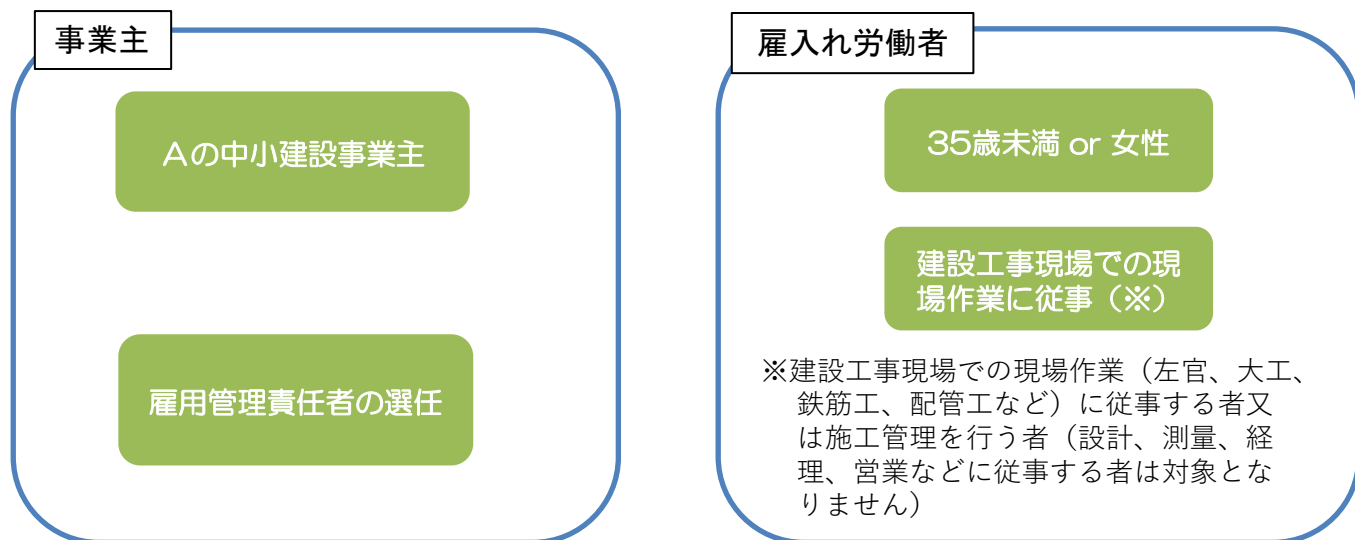 事業主
Aの中小建設事業主
雇用管理責任者の選任
雇入れ労働者
35歳未満 or 女性
建設工事現場での現
場作業に従事（※）
※建設工事現場での現場作業（左官、大工、
鉄筋工、配管工など）に従事する者又
は施工管理を行う者（設計、測量、経
理、営業などに従事する者は対象とな
りません）